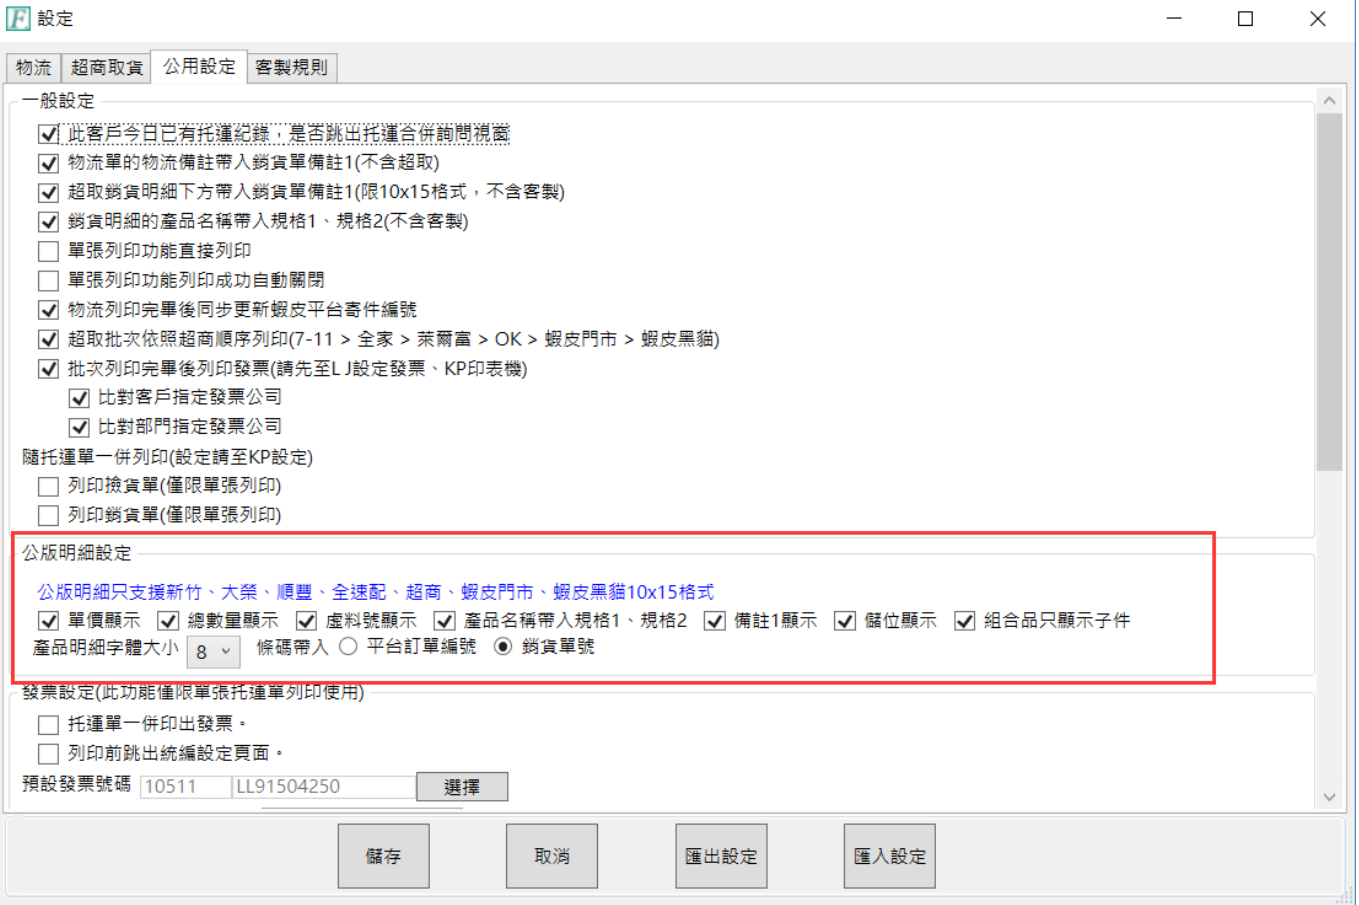 設定
物流 超商取貨 公用設定 客製規則
一般設定
此客戶今日已有托運紀錄，是否跳出托運合併詢問視窗
物流單的物流備註帶入銷貨單備註1(不含超取)
超取銷貨明細下方帶入銷貨單備註1(限10x15格式，不含客製)
銷貨明細的產品名稱帶入規格1、規格2(不含客製)
單張列印功能直接列印
單張列印功能列印成功自動關閉
物流列印完畢後同步更新蝦皮平台寄件編號
超取批次依照超商順序列印(7-11 > 全家 > 萊爾富 > OK > 蝦皮門市 > 蝦皮黑貓)
批次列印完畢後列印發票(請先至L J設定發票、KP印表機)
比對客戶指定發票公司
比對部門指定發票公司
隨托運單一併列印(設定請至KP設定)
列印撿貨單(僅限單張列印)
列印銷貨單(僅限單張列印)
公版明細設定
公版明細只支援新竹、大榮、順豐、全速配、超商、蝦皮門市、蝦皮黑貓10x15格式
單價顯示 總數量顯示 虛料號顯示 產品名稱帶入規格1、規格2 備註1顯示 儲位顯示 組合品只顯示子件
產品明細字體大小 8 條碼帶入 平台訂單編號 銷貨單號
發票設定(此功能僅限單張托運單列印使用)
托運單一併印出發票。
列印前跳出統編設定頁面。
預設發票號碼 10511 LL91504250 選擇
儲存 取消 匯出設定 匯入設定